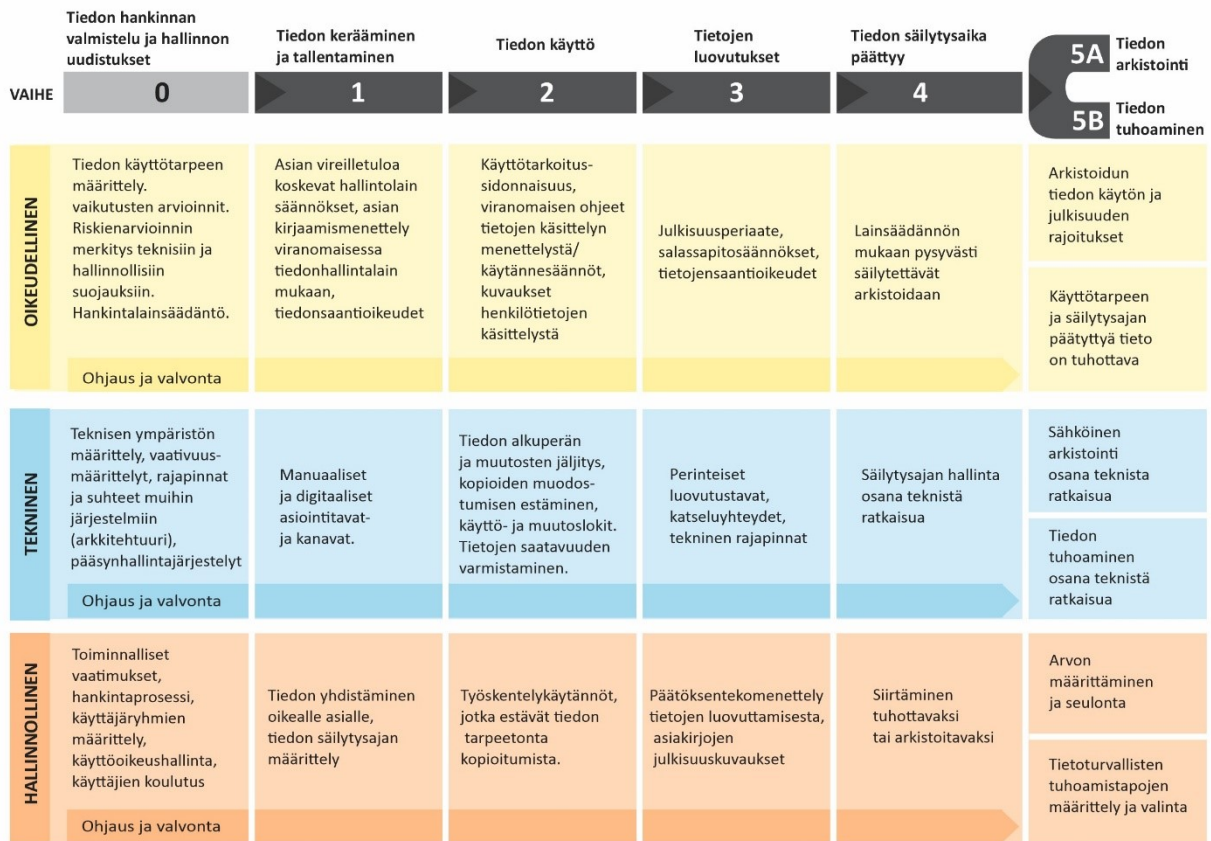 Tiedon hankinnan
valmistelu ja hallinnon
uudistukset
Tiedon kerääminen
ja tallentaminen
Tiedon käyttö
Tietojen
luovutukset
Tiedon säilytysaika
päättyy
Tiedon
arkistointi
Tiedon
tuhoaminen
VAIHE
0
1
2
3
4
5A
5B
OIKEUDELLINEN
Tiedon käyttötarpeen
määrittely.
vaikutusten arvioinnit.
Riskienarvioinnin
merkitys teknisiin ja
hallinnollisiin
suojauksiin.
Hankintalainsäädäntö.
Asian vireilletuloa
koskevat hallintolain
säännökset, asian
kirjaamismenettely
viranomaisessa
tiedonhallintalain
mukaan,
tiedonsaantioikeudet
Käyttötarkoitus-
sidonnaisuus,
viranomaisen ohjeet
tietojen käsittelyn
menettelystä/
käytännesäännöt,
kuvaukset
henkilötietojen
käsittelystä
Julkisuusperiaate,
salassapitosäännökset,
tietojensaantioikeudet
Lainsäädännön
mukaan pysyvästi
säilytettävät
arkistoidaan
Arkistoidun
tiedon käytön ja
julkisuuden
rajoitukset
Käyttötarpeen
ja säilytysajan
päätyttyä tieto
on tuhottava
Ohjaus ja valvonta
TEKNINEN
Teknisen ympäristön
määrittely, vaativuus-
määrittelyt, rajapinnat
ja suhteet muihin
järjestelmiin
(arkkitehtuuri),
pääsynhallintajärjestelyt
Manuaaliset
ja digitaaliset
asiointitavat-
ja kanavat.
Tiedon alkuperän
ja muutosten jäljitys,
kopioiden muodos-
tumisen estäminen,
käyttö- ja muutoslokit.
Tietojen saatavuuden
varmistaminen.
Perinteiset
luovutustavat,
katseluyhteydet,
tekninen rajapinnat
Säilytysajan hallinta
osana teknistä
ratkaisua
Sähköinen
arkistointi
osana teknista
ratkaisua
Tiedon
tuhoaminen
osana teknistä
ratkaisua
Ohjaus ja valvonta
HALLINNOLLINEN
Toiminnalliset
vaatimukset,
hankintaprosessi,
käyttäjäryhmien
määrittely,
käyttöoikeushallinta,
käyttäjien koulutus
Tiedon yhdistäminen
oikealle asialle,
tiedon säilytysajan
määrittely
Työskentelykäytännöt,
jotka estävät tiedon
tarpeetonta
kopioitumista.
Päätöksentekomenettely
tietojen luovuttamisesta,
asiakirjojen
julkisuuskuvaukset
Siirtäminen
tuhottavaksi
tai arkistoitavaksi
Arvon
määrittäminen
ja seulonta
Tietoturvallisten
tuhoamistapojen
määrittely ja valinta
Ohjaus ja valvonta